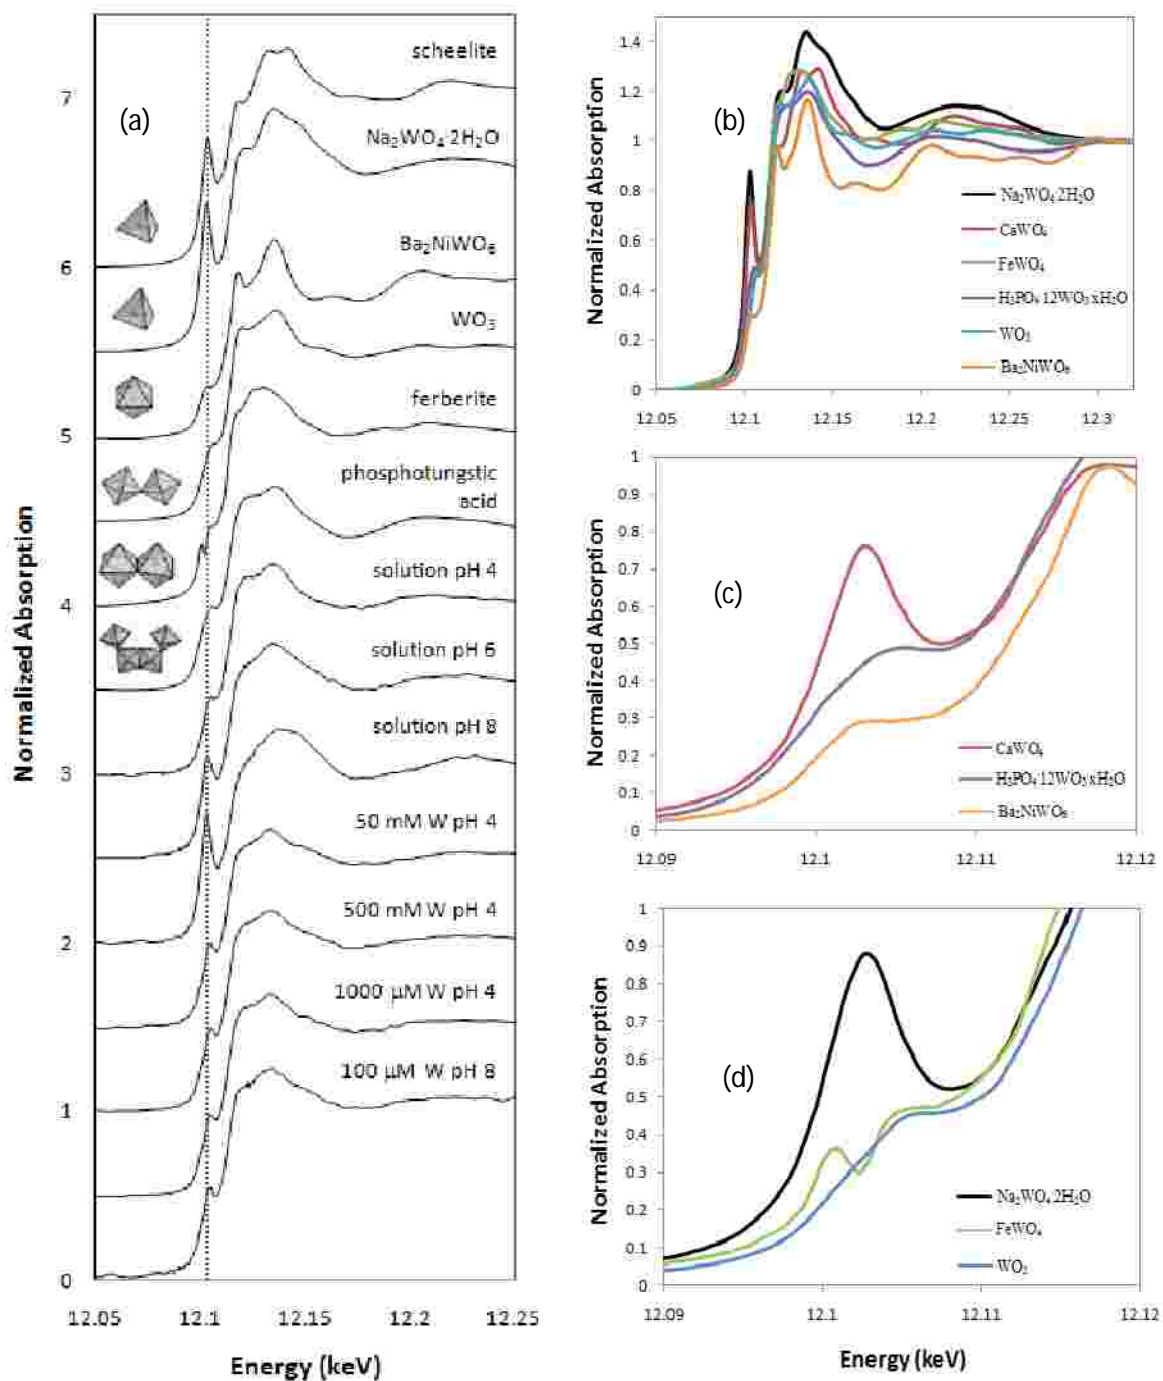 (a)
scheelite
Na₂WO₄·2H₂O
Ba₂NiWO₆
WO₃
ferberite
phosphotungstic
acid
solution pH 4
solution pH 6
solution pH 8
50 mM W pH 4
500 mM W pH 4
1000 µM W pH 4
100 µM W pH 8
7
6
5
4
3
2
1
0
12.05
12.1
12.15
12.2
12.25
Normalized Absorption
Energy (keV)
(b)
1.4
1.2
1
0.8
0.6
0.4
0.2
0
12.05
12.1
12.15
12.2
12.25
12.3
Normalized Absorption
Na₂WO₄.2H₂O
CaWO₄
FeWO₄
H₃PO₄ 12WO₃ xH₂O
WO₃
Ba₂NiWO₆
(c)
1
0.9
0.8
0.7
0.6
0.5
0.4
0.3
0.2
0.1
0
12.09
12.1
12.11
12.12
Normalized Absorption
CaWO₄
H₃PO₄ 12WO₃ xH₂O
Ba₂NiWO₆
(d)
1
0.9
0.8
0.7
0.6
0.5
0.4
0.3
0.2
0.1
0
12.09
12.1
12.11
12.12
Normalized Absorption
Na₂WO₄.2H₂O
FeWO₄
WO₃
Energy (keV)